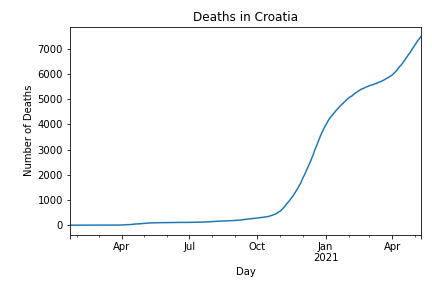 Deaths in Croatia
7000
6000
5000
4000
3000
2000
1000
0
Number of Deaths
Apr
Jul
Oct
Jan
2021
Apr
Day